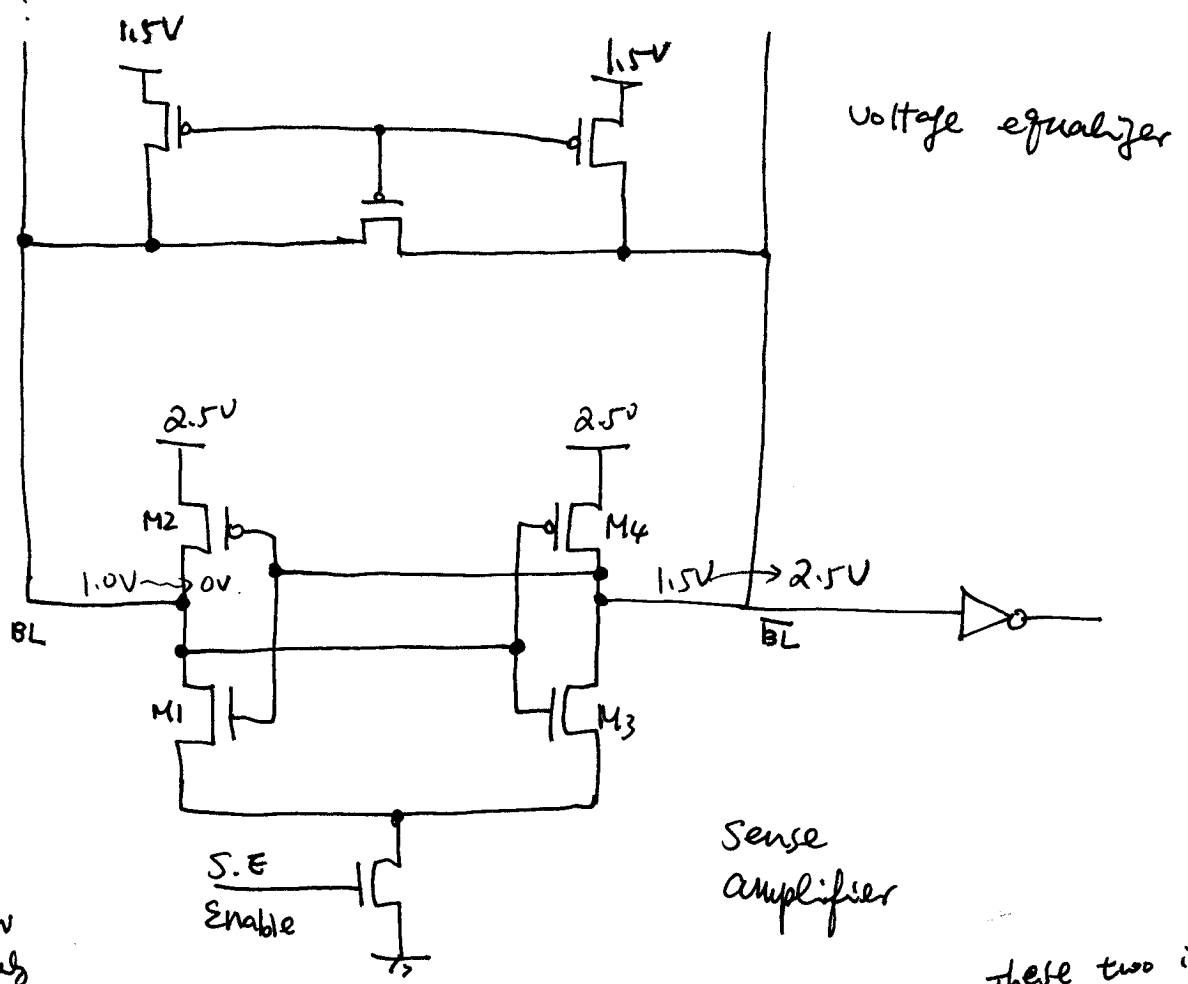 1.5V
1.5V
voltage equalizer
2.5V
2.5V
M2
M4
1.0V → 0V.
1.5V → 2.5V
BL
B̅L̅
M1
M3
S.E
Enable
Sense
amplifier
These two